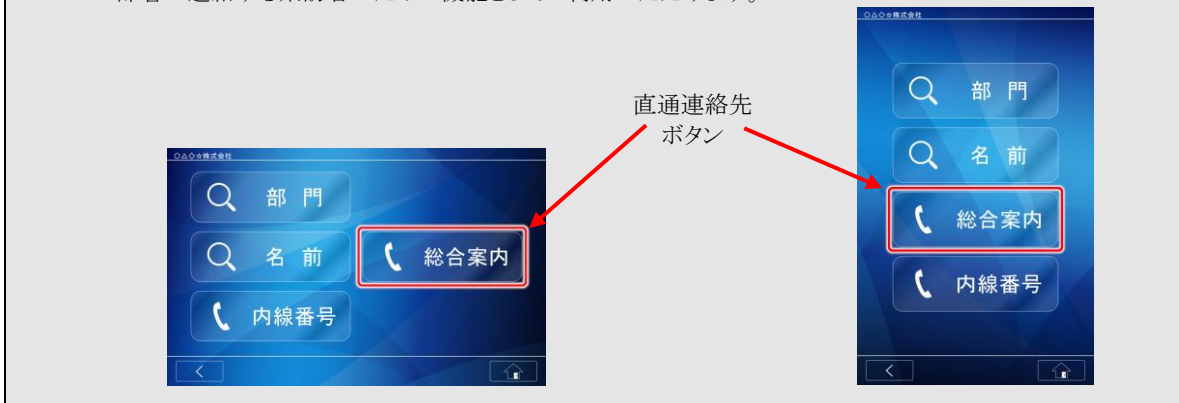 直通連絡先
ボタン
○△◇☆株式会社
部 門
名 前
総合案内
内線番号
○△◇☆株式会社
部 門
名 前
総合案内
内線番号